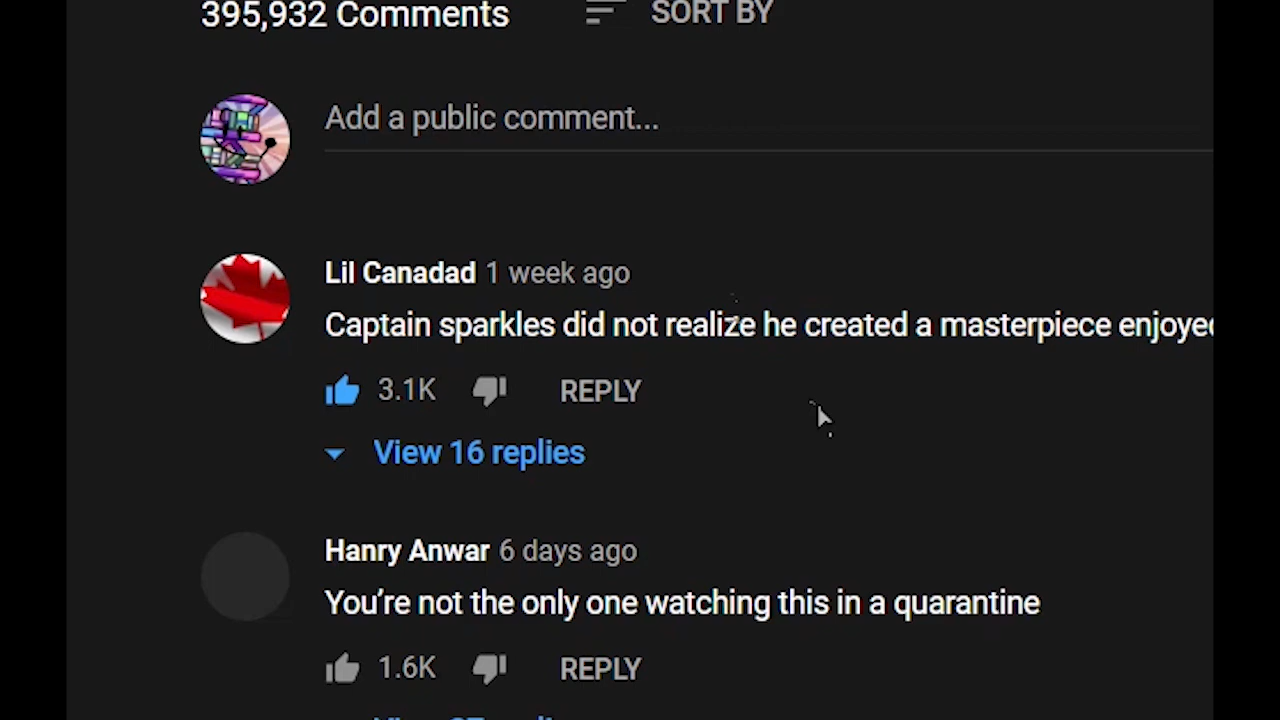 395,932 Comments SORT BY
Add a public comment...
Lil Canadad 1 week ago
Captain sparkles did not realize he created a masterpiece enjoyed
3.1K REPLY
View 16 replies
Hanry Anwar 6 days ago
You’re not the only one watching this in a quarantine
1.6K REPLY
View